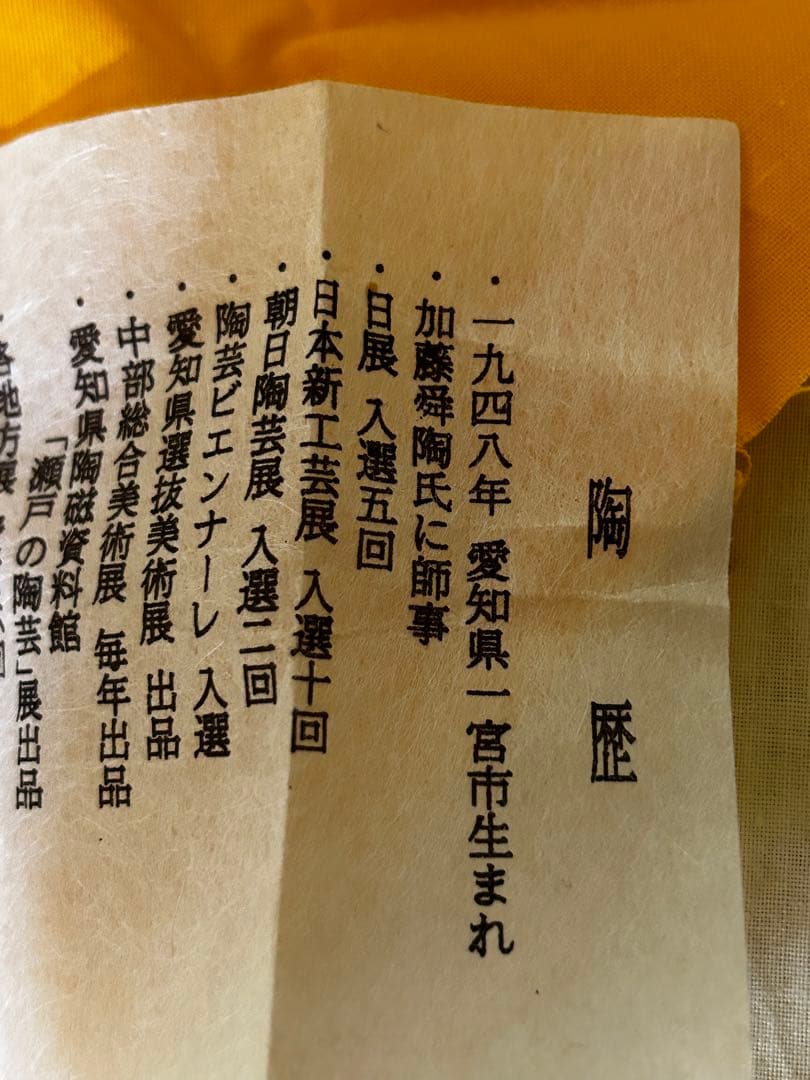 陶歴
・一九四八年 愛知県一宮市生まれ
・加藤舜陶氏に師事
・日展 入選五回
・日本新工芸展 入選十回
・朝日陶芸展 入選二回
・陶芸ビエンナーレ 入選
・愛知県選抜美術展 出品
・中部総合美術展 毎年出品
・愛知県陶磁資料館
「瀬戸の陶芸」展出品
・各地方展